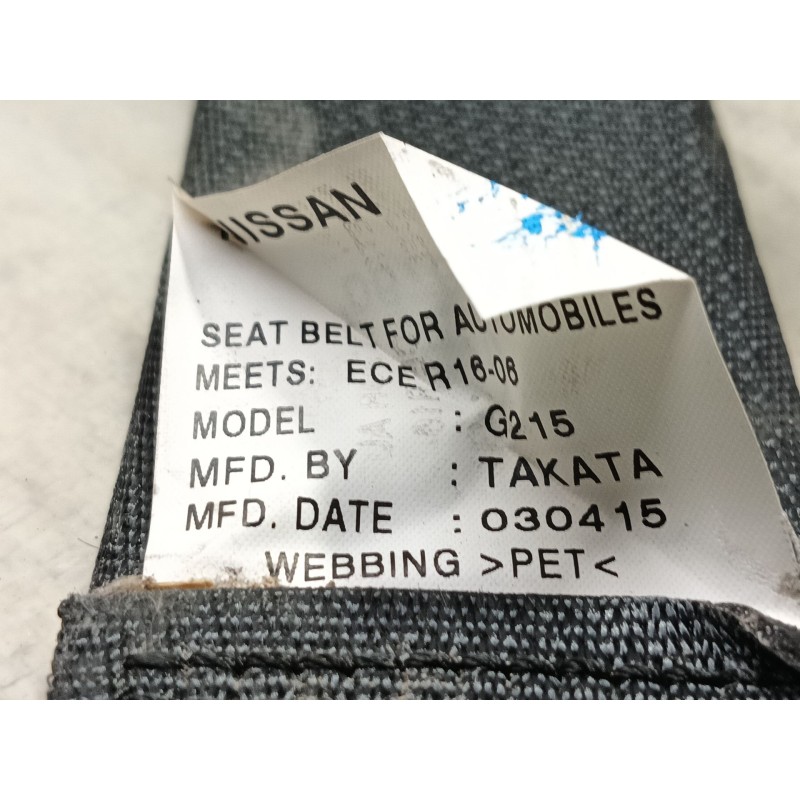 NISSAN
SEAT BELT FOR AUTOMOBILES
MEETS: ECE R16-06
MODEL : G215
MFD. BY : TAKATA
MFD. DATE : 030415
WEBBING >PET<